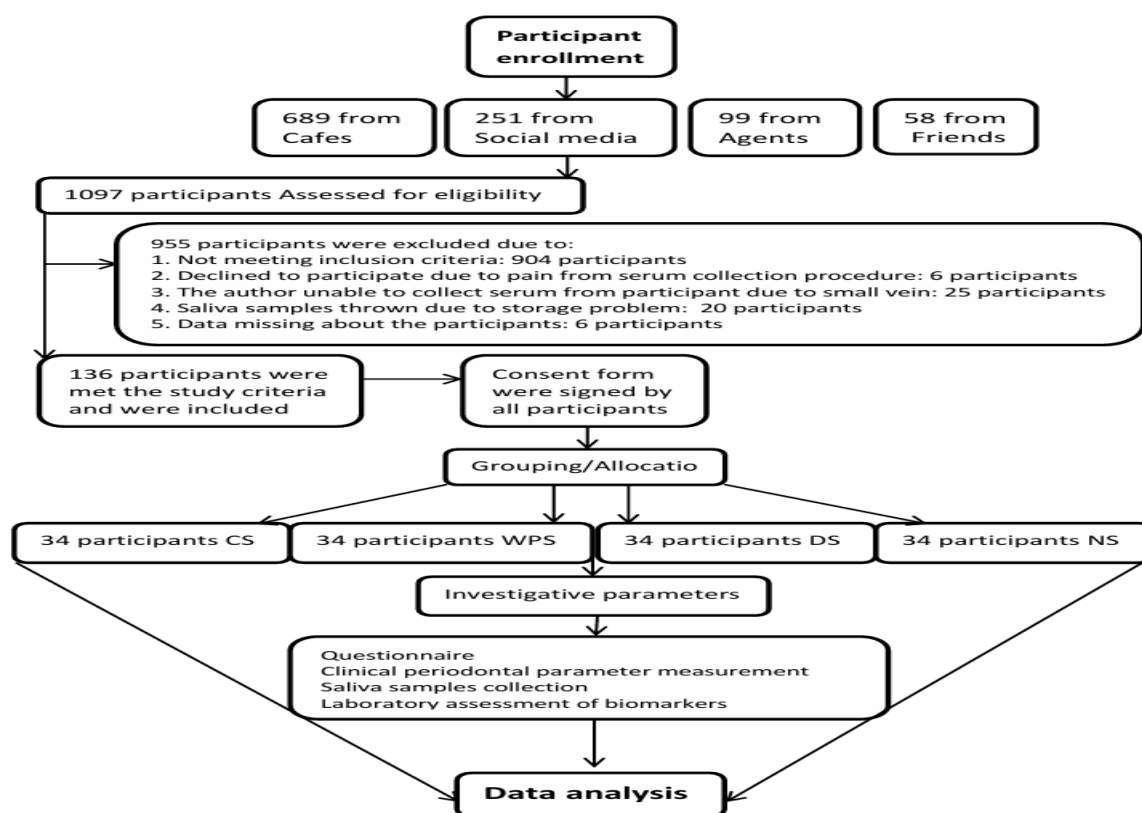 Participant
enrollment
689 from
Cafes
251 from
Social media
99 from
Agents
58 from
Friends
1097 participants Assessed for eligibility
955 participants were excluded due to:
1. Not meeting inclusion criteria: 904 participants
2. Declined to participate due to pain from serum collection procedure: 6 participants
3. The author unable to collect serum from participant due to small vein: 25 participants
4. Saliva samples thrown due to storage problem: 20 participants
5. Data missing about the participants: 6 participants
136 participants were
met the study criteria
and were included
Consent form
were signed by
all participants
Grouping/Allocatio
34 participants CS
34 participants WPS
34 participants DS
34 participants NS
Investigative parameters
Questionnaire
Clinical periodontal parameter measurement
Saliva samples collection
Laboratory assessment of biomarkers
Data analysis